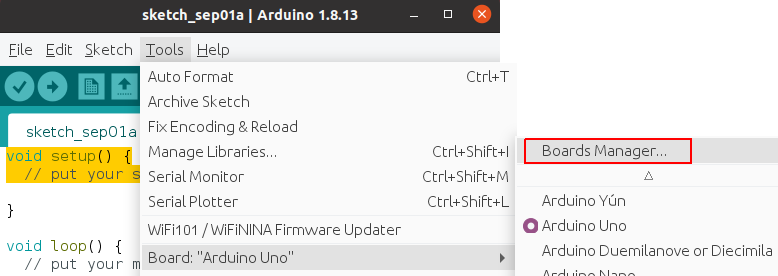 sketch_sep01a | Arduino 1.8.13
File Edit Sketch Tools Help
Auto Format Ctrl+T
Archive Sketch
sketch_sep01a
Fix Encoding & Reload
void setup() {
Manage Libraries... Ctrl+Shift+I
Boards Manager...
// put your s
Serial Monitor Ctrl+Shift+M
Serial Plotter Ctrl+Shift+L
Arduino Yún
}
WiFi101 / WiFiNINA Firmware Updater
Arduino Uno
void loop() {
Board: "Arduino Uno"
Arduino Duemilanove or Diecimila
// put your m
Arduino Nano